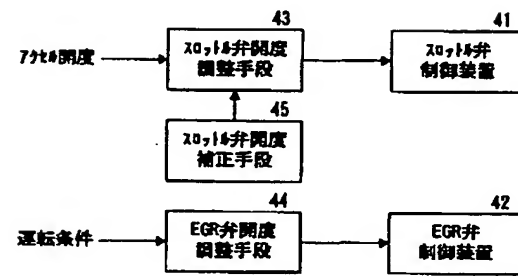 43
41
アクセル開度
スロットル弁開度
調整手段
スロットル弁
制御装置
45
スロットル弁開度
補正手段
44
42
運転条件
EGR弁開度
調整手段
EGR弁
制御装置